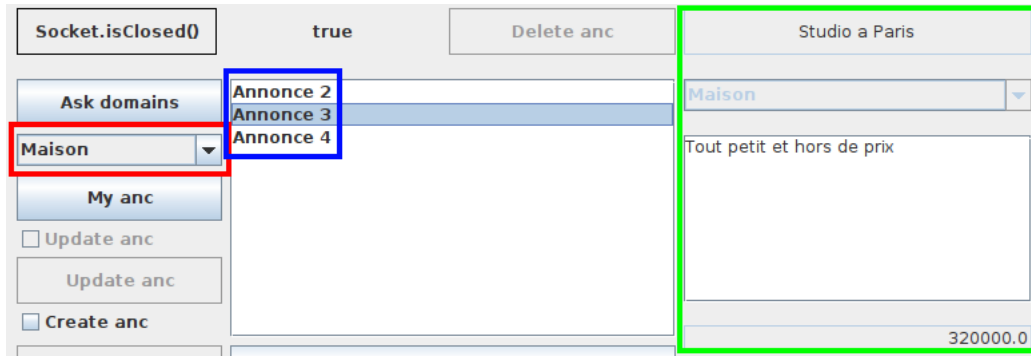 Socket.isClosed()
true
Delete anc
Studio a Paris
Ask domains
Maison
My anc
Update anc
Update anc
Create anc
Annonce 2
Annonce 3
Annonce 4
Maison
Tout petit et hors de prix
320000.0